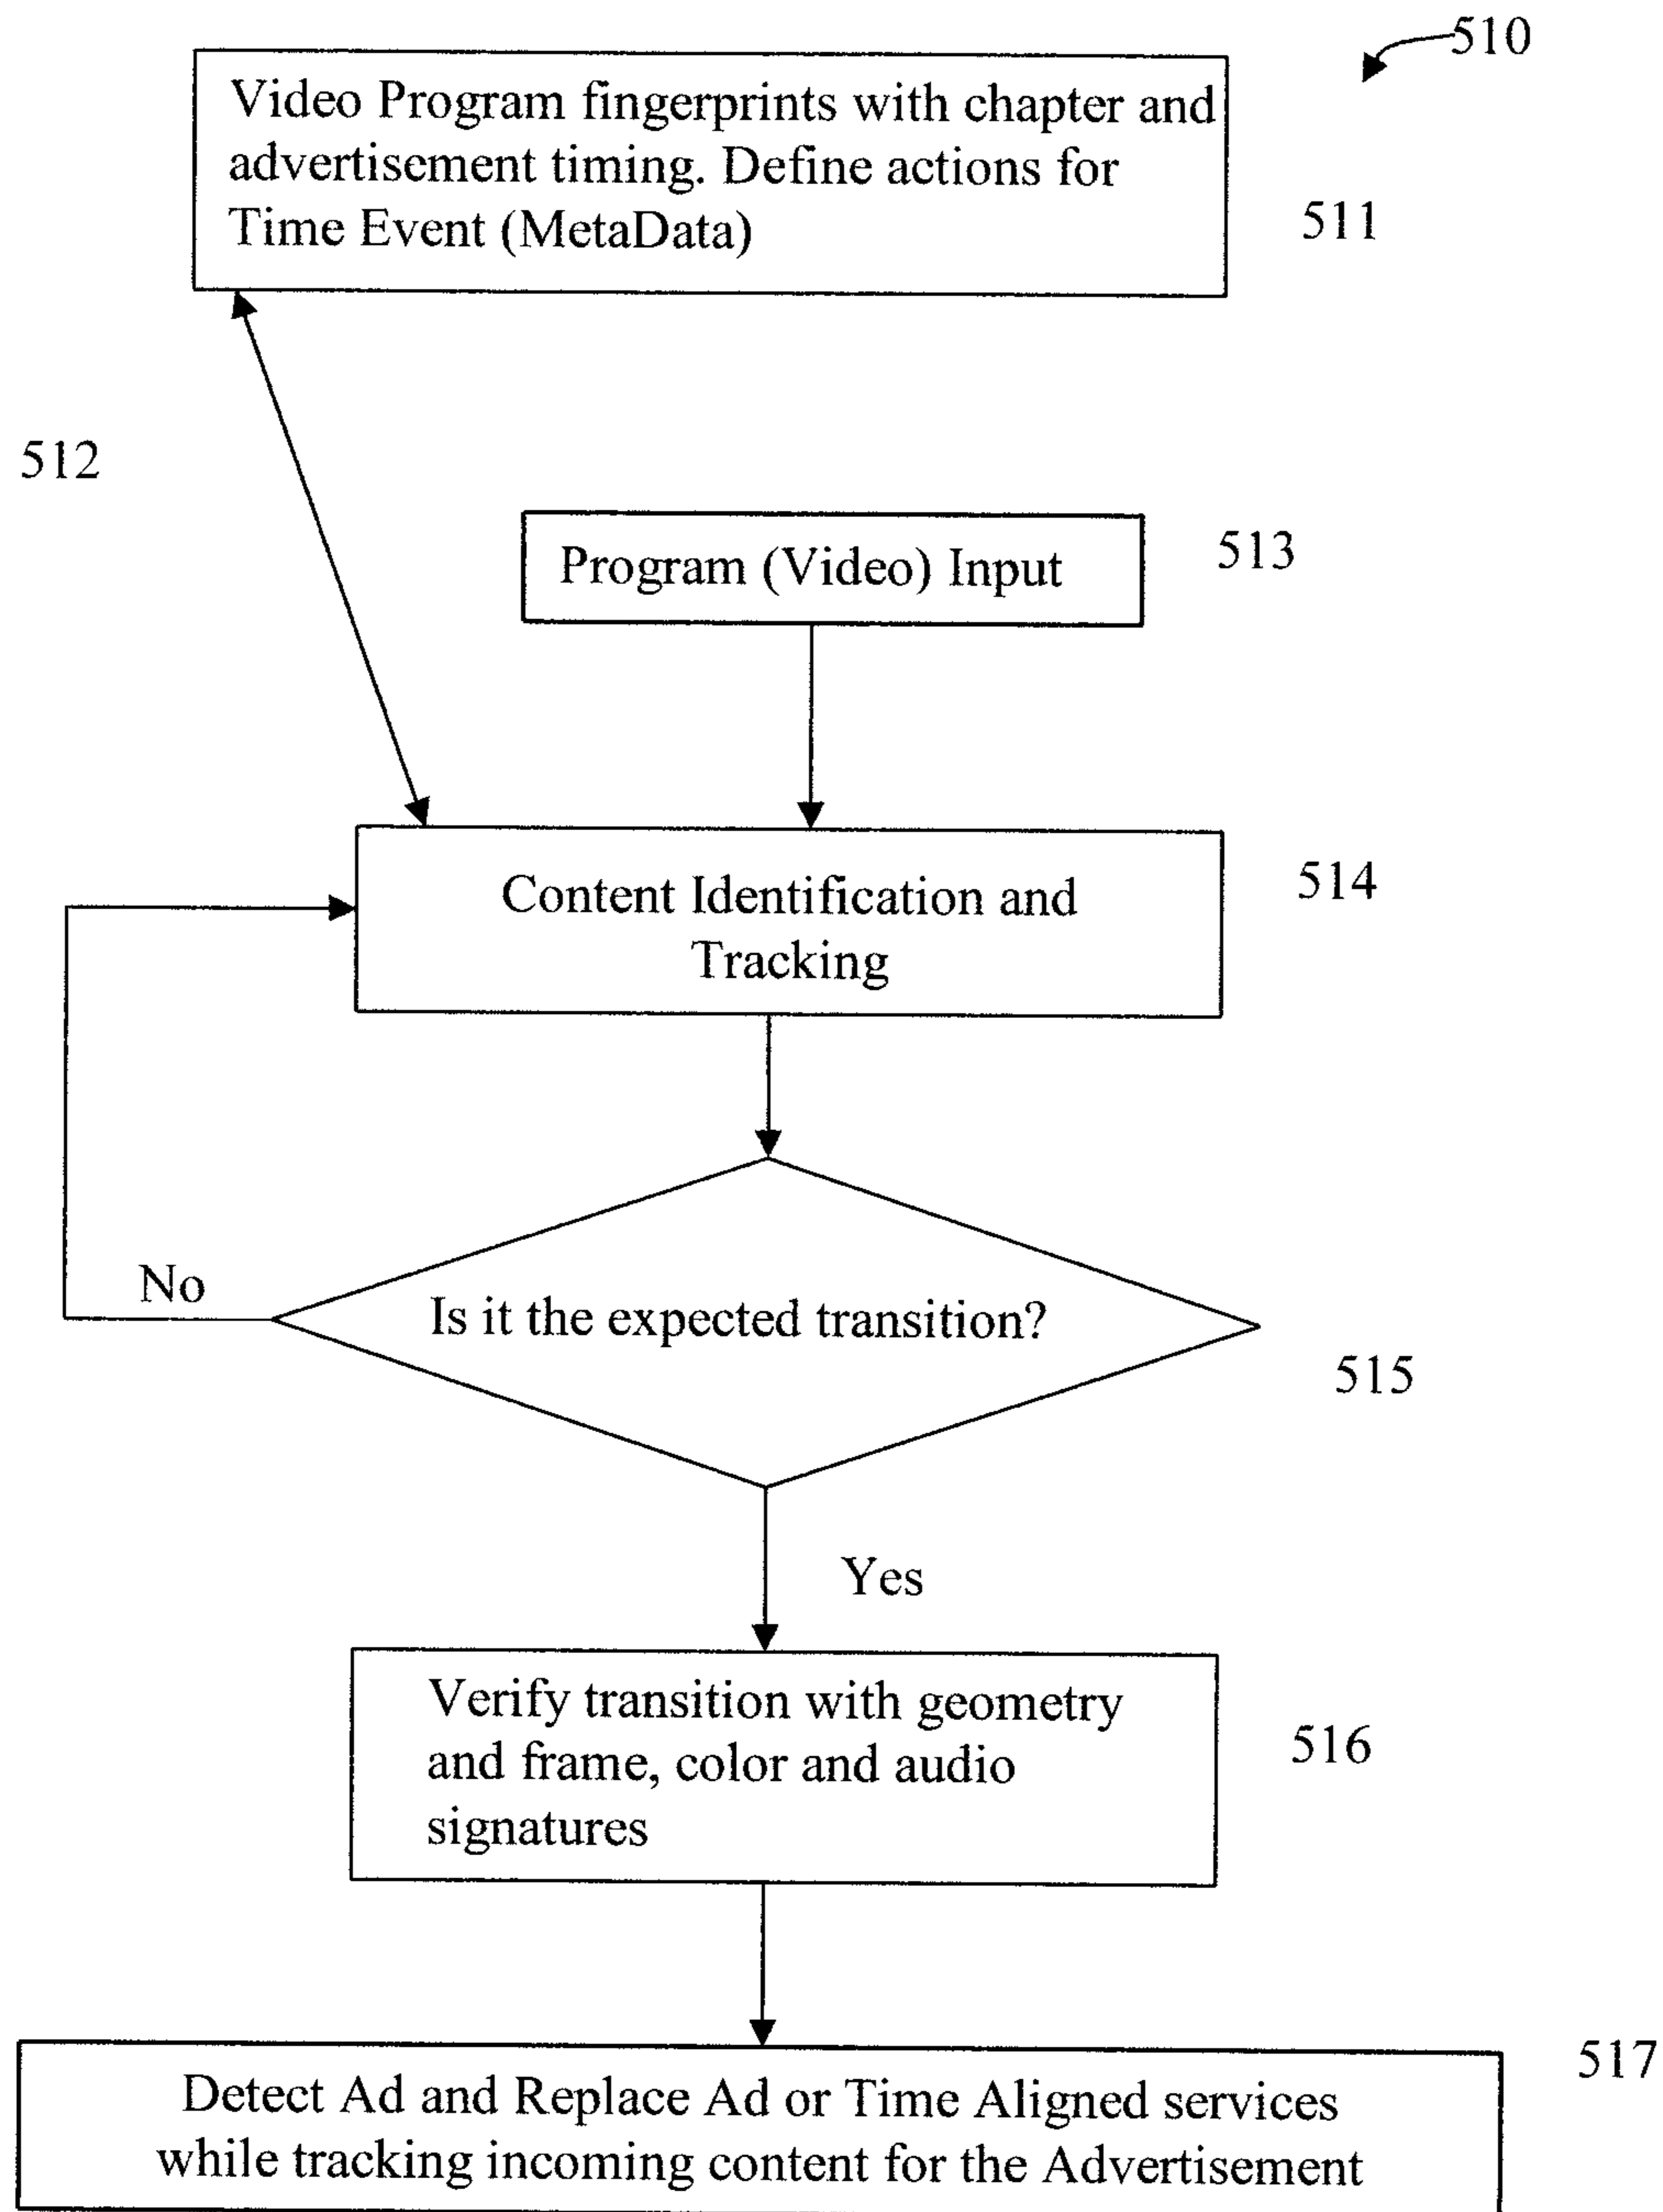 510
Video Program fingerprints with chapter and
advertisement timing. Define actions for
Time Event (MetaData)
511
512
Program (Video) Input
513
Content Identification and
Tracking
514
No
Is it the expected transition?
515
Yes
Verify transition with geometry
and frame, color and audio
signatures
516
517
Detect Ad and Replace Ad or Time Aligned services
while tracking incoming content for the Advertisement